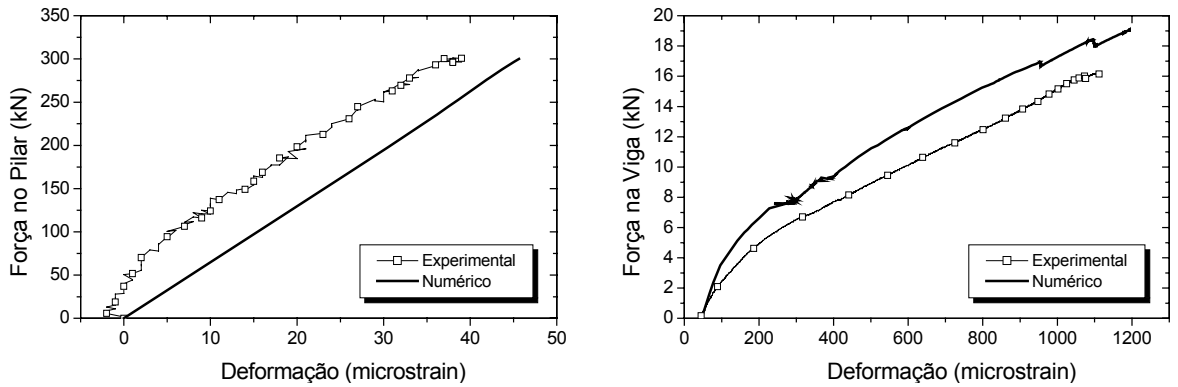 350
300
250
200
150
100
50
0
Força no Pilar (kN)
Experimental
Numérico
0 10 20 30 40 50
Deformação (microstrain)
20
18
16
14
12
10
8
6
4
2
0
Força na Viga (kN)
Experimental
Numérico
0 200 400 600 800 1000 1200
Deformação (microstrain)